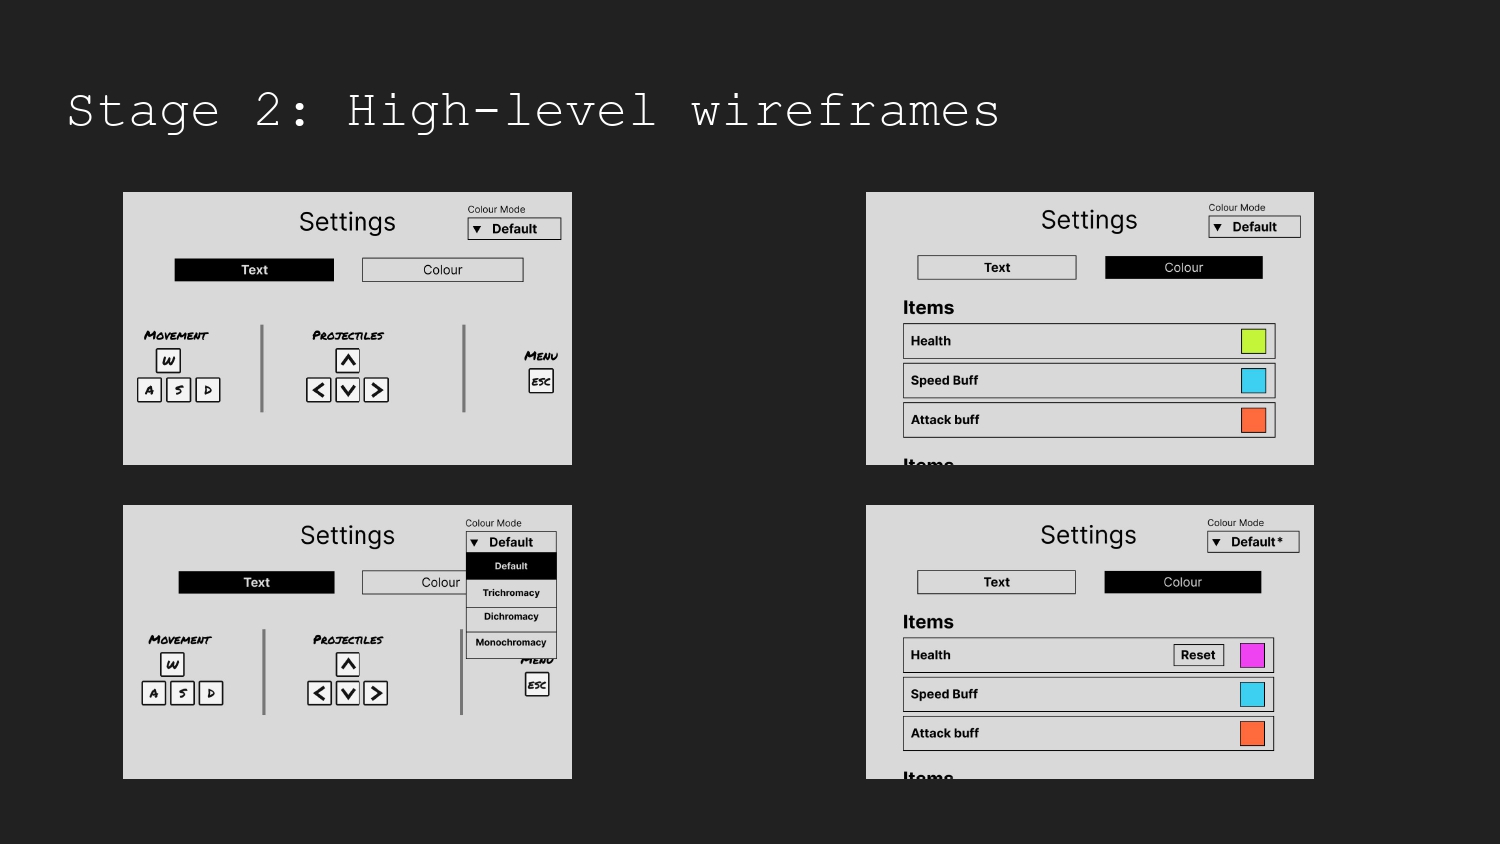 Stage 2: High-level wireframes
Settings
Colour Mode
▼ Default
Text
Colour
Movement
W
A S D
Projectiles
Menu
ESC
Settings
Colour Mode
▼ Default
Text
Colour
Items
Health
Speed Buff
Attack buff
Items
Settings
Colour Mode
▼ Default
Default
Trichromacy
Dichromacy
Monochromacy
Text
Colour
Movement
W
A S D
Projectiles
Menu
ESC
Settings
Colour Mode
▼ Default*
Text
Colour
Items
Health
Reset
Speed Buff
Attack buff
Items